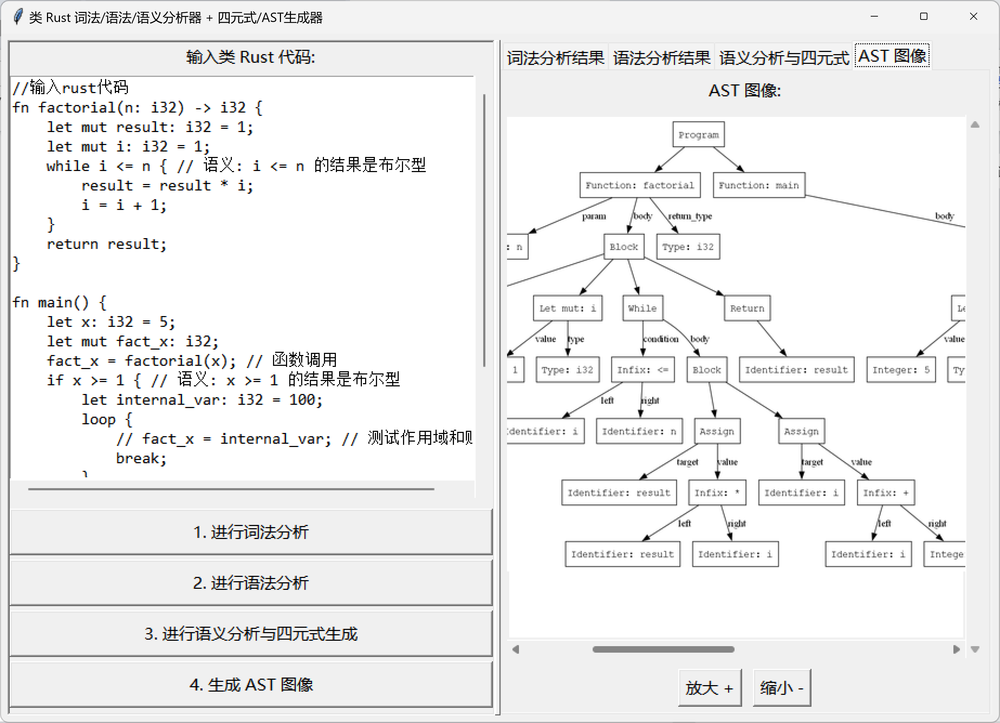 类 Rust 词法/语法/语义分析器 + 四元式/AST生成器
输入类 Rust 代码:
//输入rust代码
fn factorial(n: i32) -> i32 {
    let mut result: i32 = 1;
    let mut i: i32 = 1;
    while i <= n { // 语义: i <= n 的结果是布尔型
        result = result * i;
        i = i + 1;
    }
    return result;
}
fn main() {
    let x: i32 = 5;
    let mut fact_x: i32;
    fact_x = factorial(x); // 函数调用
    if x >= 1 { // 语义: x >= 1 的结果是布尔型
        let internal_var: i32 = 100;
        loop {
            // fact_x = internal_var; // 测试作用域和
            break;
        }
1. 进行词法分析
2. 进行语法分析
3. 进行语义分析与四元式生成
4. 生成 AST 图像
词法分析结果 语法分析结果 语义分析与四元式 AST 图像
AST 图像:
Program
Function: factorial Function: main
param body return_type body
: n Block Type: i32
Let mut: i While Return
value type condition body value
1 Type: i32 Infix: <= Block Identifier: result Integer: 5 Ty
left right
dentifier: i Identifier: n Assign Assign
target value target value
Identifier: result Infix: * Identifier: i Infix: +
left right left right
Identifier: result Identifier: i Identifier: i Intege
放大 + 缩小 -